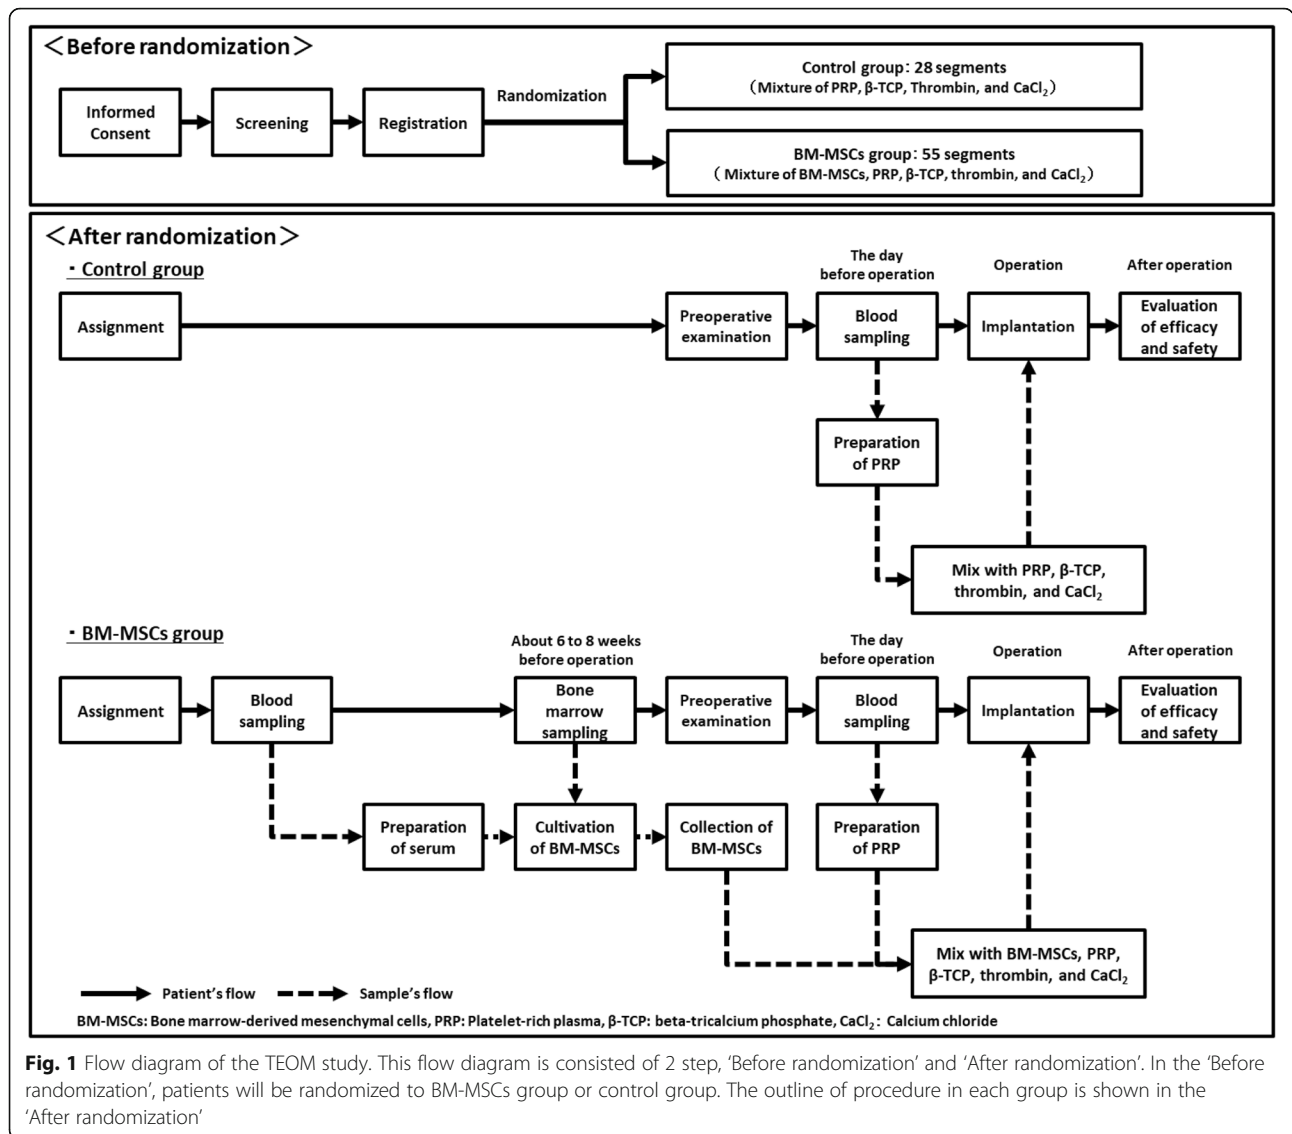 ＜Before randomization＞
Informed
Consent
Screening
Registration
Randomization
Control group: 28 segments
（Mixture of PRP, β-TCP, Thrombin, and CaCl₂）
BM-MSCs group: 55 segments
（Mixture of BM-MSCs, PRP, β-TCP, thrombin, and CaCl₂）
＜After randomization＞
・Control group
Assignment
Preoperative
examination
The day
before operation
Blood
sampling
Operation
Implantation
After operation
Evaluation
of efficacy
and safety
Preparation
of PRP
Mix with PRP, β-TCP,
thrombin, and CaCl₂
・BM-MSCs group
Assignment
Blood
sampling
About 6 to 8 weeks
before operation
Bone
marrow
sampling
Preoperative
examination
The day
before operation
Blood
sampling
Operation
Implantation
After operation
Evaluation
of efficacy
and safety
Preparation
of serum
Cultivation
of BM-MSCs
Collection of
BM-MSCs
Preparation
of PRP
Mix with BM-MSCs, PRP,
β-TCP, thrombin, and CaCl₂
Patient's flow
Sample's flow
BM-MSCs: Bone marrow-derived mesenchymal cells, PRP: Platelet-rich plasma, β-TCP: beta-tricalcium phosphate, CaCl₂: Calcium chloride
Fig. 1 Flow diagram of the TEOM study. This flow diagram is consisted of 2 step, ‘Before randomization’ and ‘After randomization’. In the ‘Before
randomization’, patients will be randomized to BM-MSCs group or control group. The outline of procedure in each group is shown in the
‘After randomization’